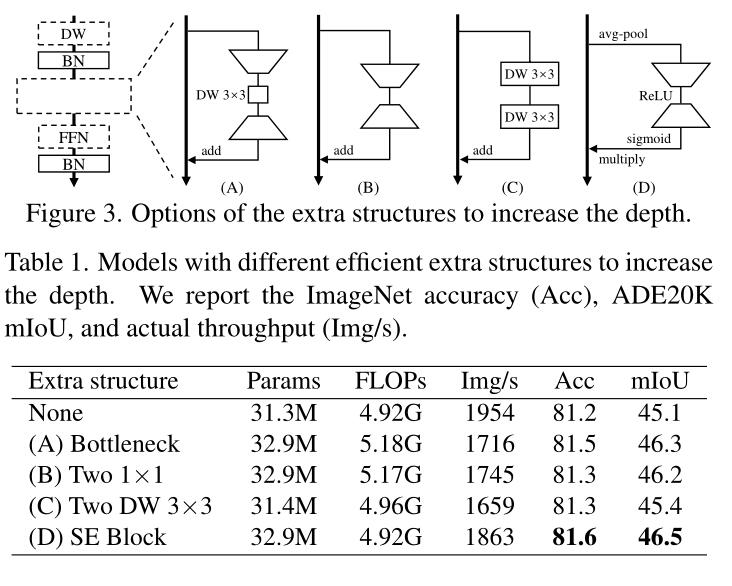 DW
BN
FFN
BN
DW 3×3
add
(A)
add
(B)
DW 3×3
DW 3×3
add
(C)
avg-pool
ReLU
sigmoid
multiply
(D)
Figure 3. Options of the extra structures to increase the depth.
Table 1. Models with different efficient extra structures to increase
the depth. We report the ImageNet accuracy (Acc), ADE20K
mIoU, and actual throughput (Img/s).
Extra structure Params FLOPs Img/s Acc mIoU
None 31.3M 4.92G 1954 81.2 45.1
(A) Bottleneck 32.9M 5.18G 1716 81.5 46.3
(B) Two 1×1 32.9M 5.17G 1745 81.3 46.2
(C) Two DW 3×3 31.4M 4.96G 1659 81.3 45.4
(D) SE Block 32.9M 4.92G 1863 81.6 46.5